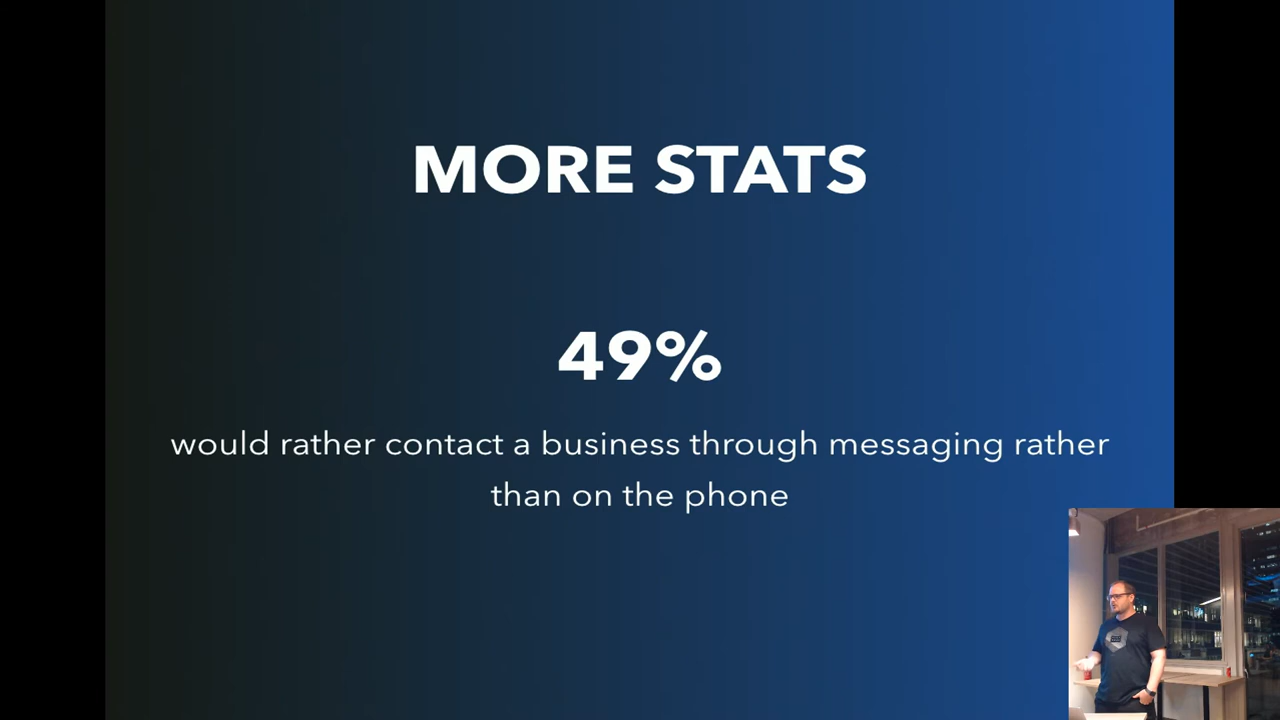 MORE STATS
49%
would rather contact a business through messaging rather
than on the phone